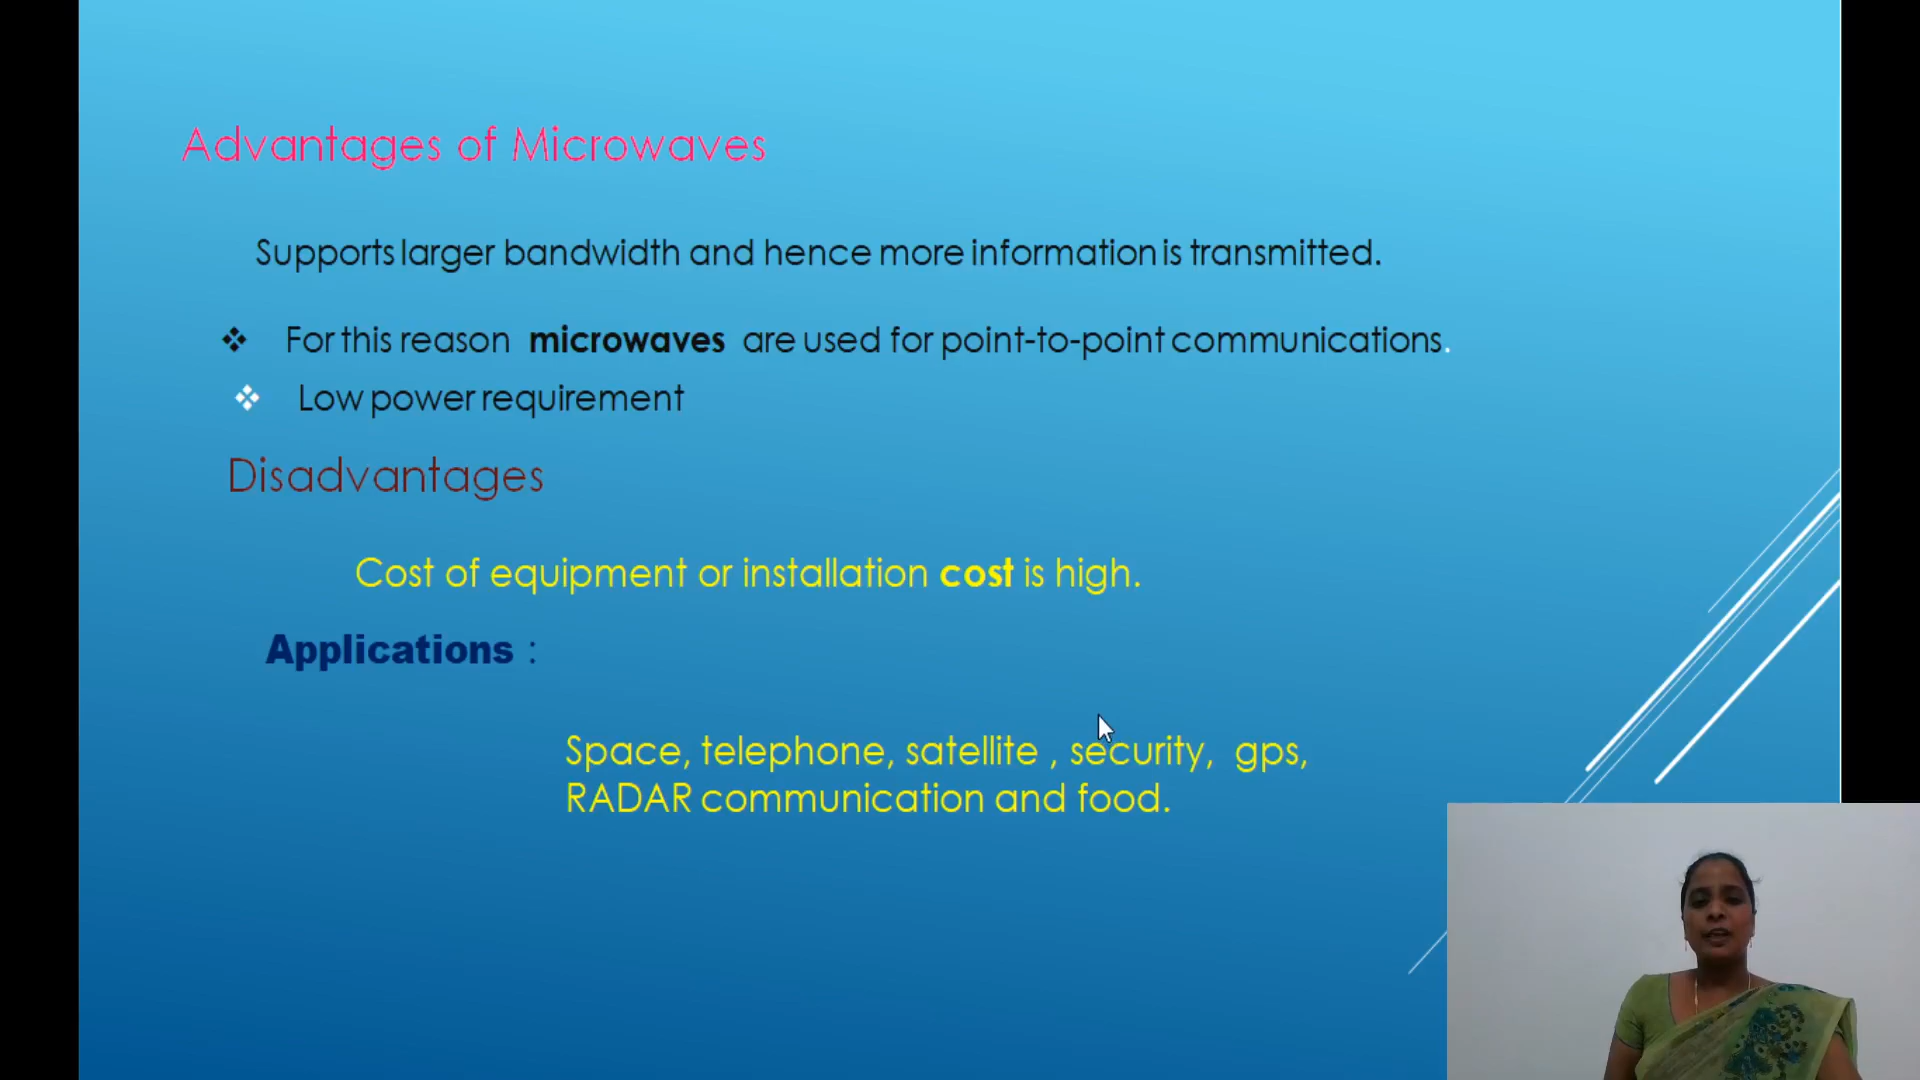 Advantages of Microwaves
Supports larger bandwidth and hence more information is transmitted.
❖ For this reason microwaves are used for point-to-point communications.
❖ Low power requirement
Disadvantages
Cost of equipment or installation cost is high.
Applications :
Space, telephone, satellite , security, gps,
RADAR communication and food.